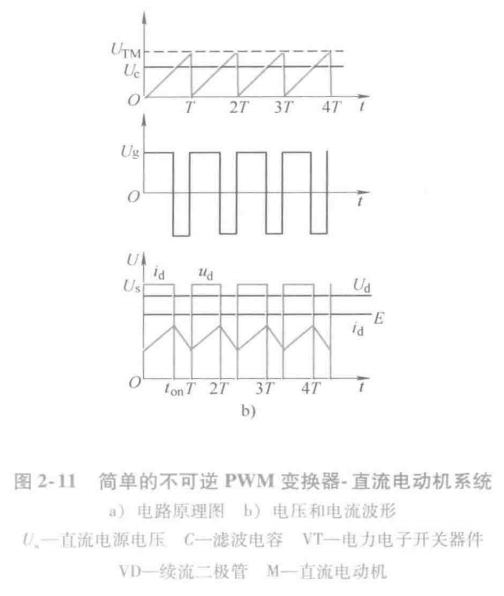 U_TM
U_c
O T 2T 3T 4T t
U_g
O t
U
i_d u_d
U_s U_d
E
i_d
O t_on T 2T 3T 4T t
b)
图 2-11 简单的不可逆 PWM 变换器-直流电动机系统
a) 电路原理图 b) 电压和电流波形
U_s—直流电源电压 C—滤波电容 VT—电力电子开关器件
VD—续流二极管 M—直流电动机